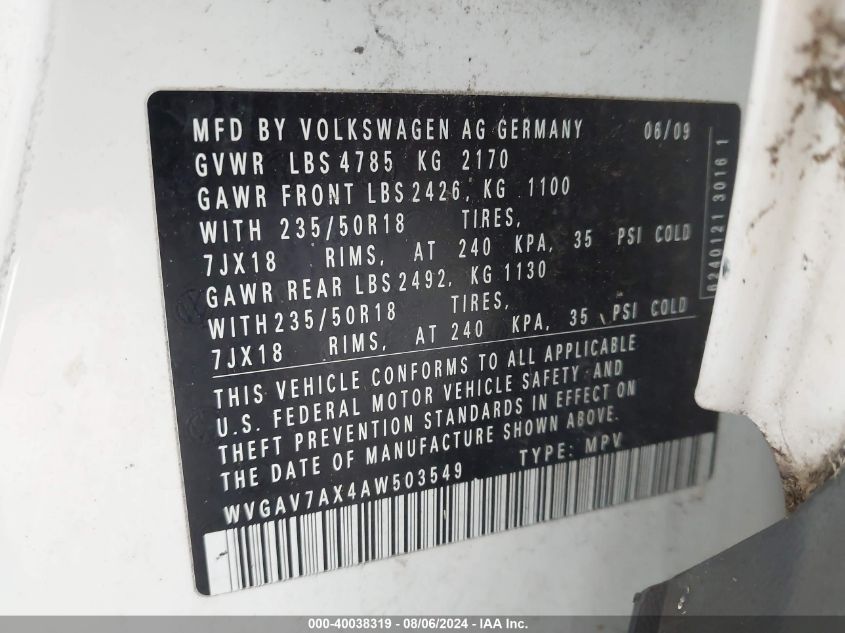 MFD BY VOLKSWAGEN AG GERMANY 06/09
GVWR LBS 4785 KG 2170
GAWR FRONT LBS 2426, KG 1100
WITH 235/50R18 TIRES,
7JX18 RIMS, AT 240 KPA, 35 PSI COLD
GAWR REAR LBS 2492, KG 1130
WITH 235/50R18 TIRES,
7JX18 RIMS, AT 240 KPA, 35 PSI COLD
THIS VEHICLE CONFORMS TO ALL APPLICABLE
U.S. FEDERAL MOTOR VEHICLE SAFETY AND
THEFT PREVENTION STANDARDS IN EFFECT ON
THE DATE OF MANUFACTURE SHOWN ABOVE.
WVGAV7AX4AW503549 TYPE: MPV
000-40038319 - 08/06/2024 - IAA Inc.